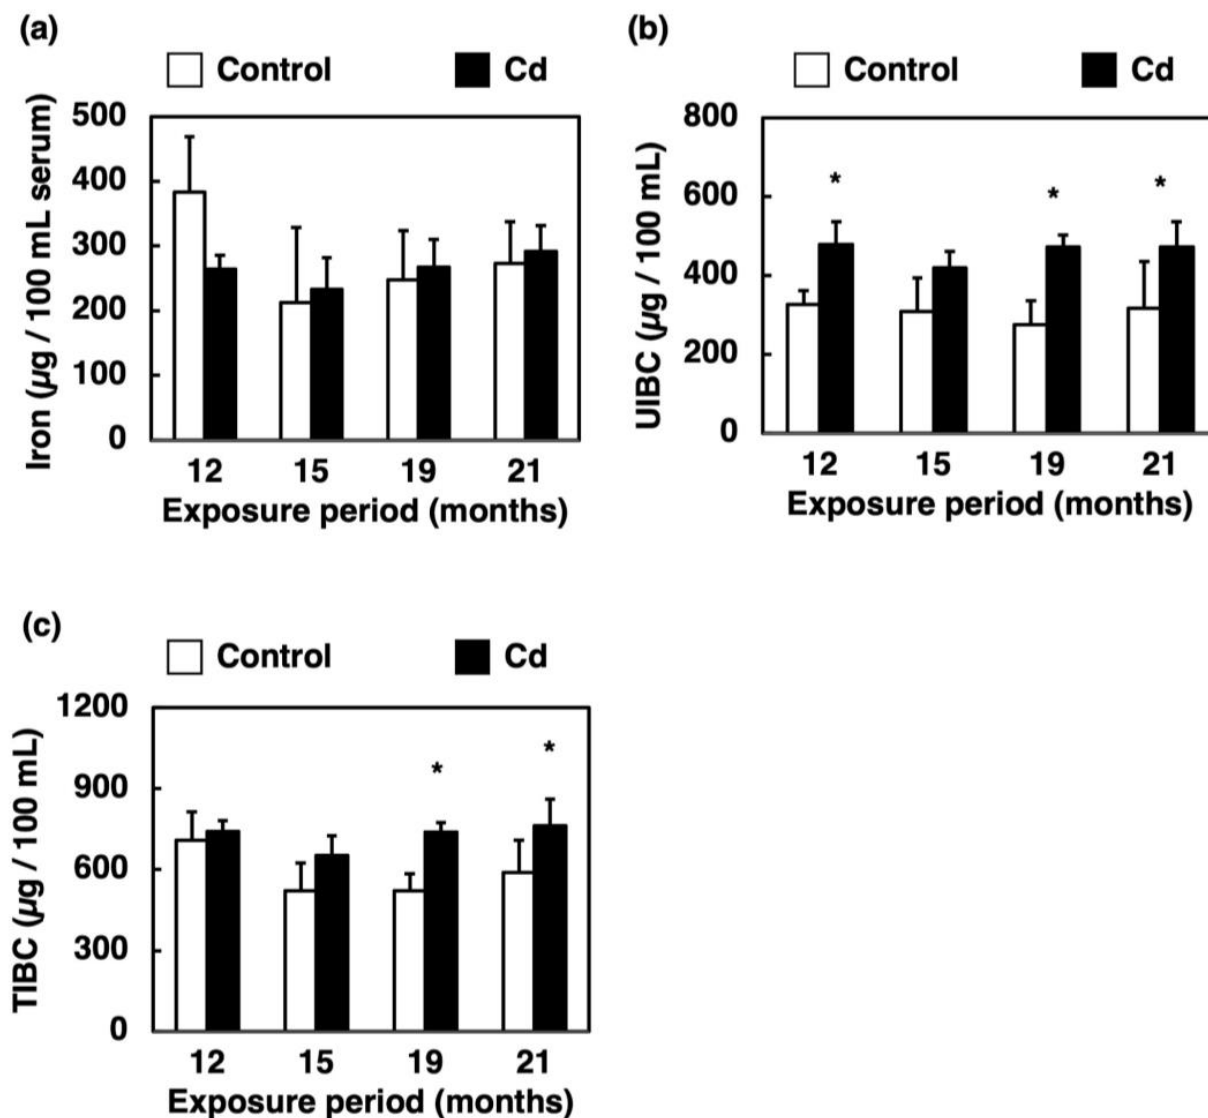 (a)
Control Cd
Iron (µg / 100 mL serum)
500
400
300
200
100
0
12 15 19 21
Exposure period (months)
(b)
Control Cd
UIBC (µg / 100 mL)
800
* * *
600
400
200
0
12 15 19 21
Exposure period (months)
(c)
Control Cd
TIBC (µg / 100 mL)
1200
* *
900
600
300
0
12 15 19 21
Exposure period (months)